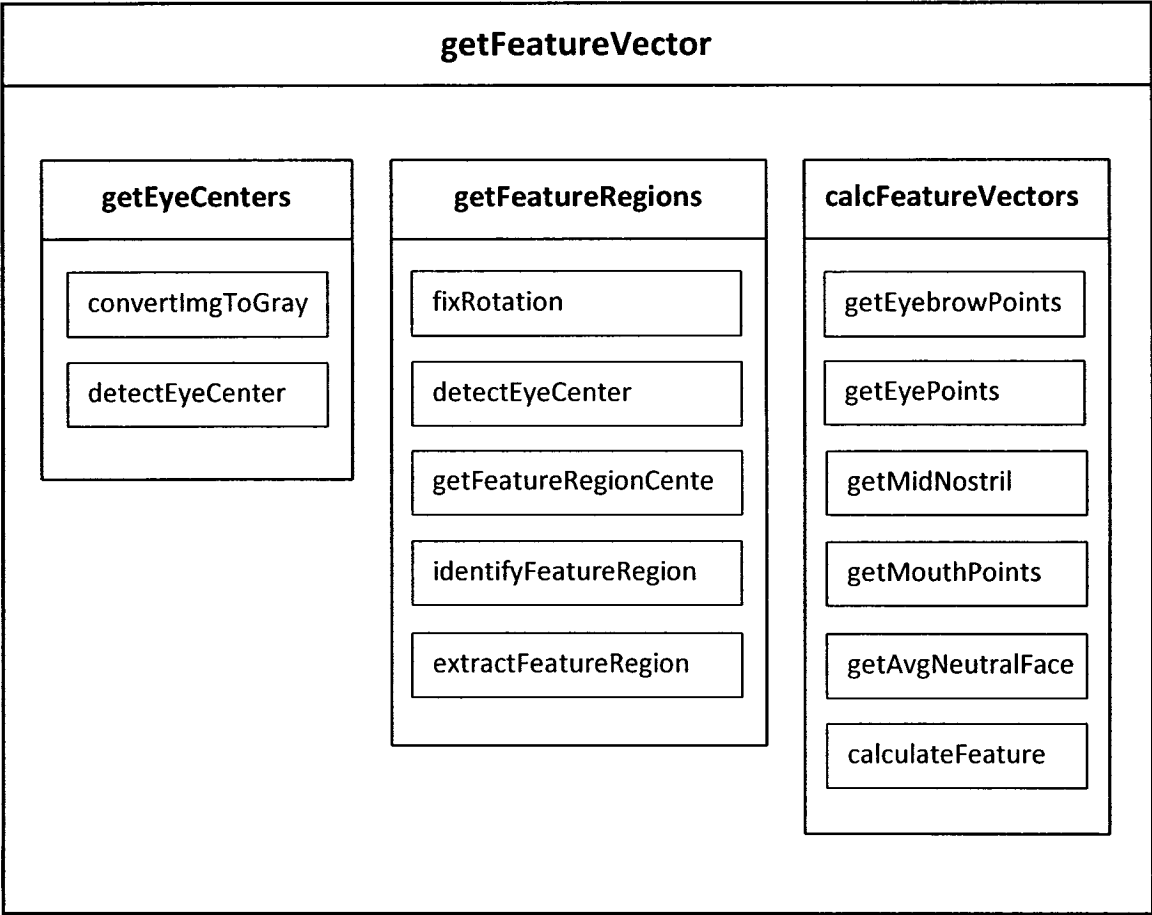 getFeatureVector
getEyeCenters
convertImgToGray
detectEyeCenter
getFeatureRegions
fixRotation
detectEyeCenter
getFeatureRegionCente
identifyFeatureRegion
extractFeatureRegion
calcFeatureVectors
getEyebrowPoints
getEyePoints
getMidNostril
getMouthPoints
getAvgNeutralFace
calculateFeature